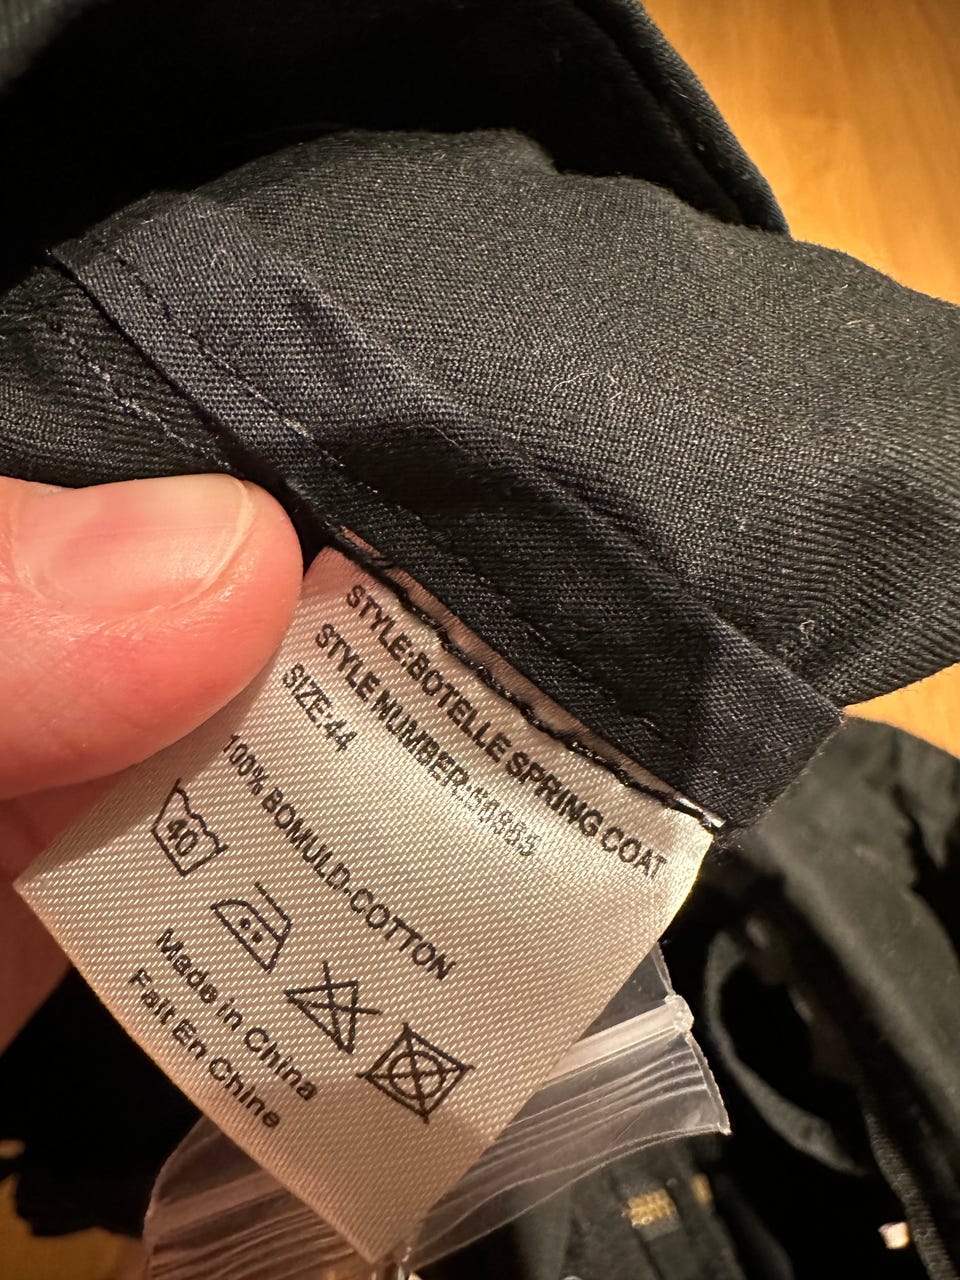 STYLE:BOTELLE SPRING COAT
STYLE NUMBER:
SIZE:44
100% BOMULD.COTTON
40
Made in China
Fait En Chine